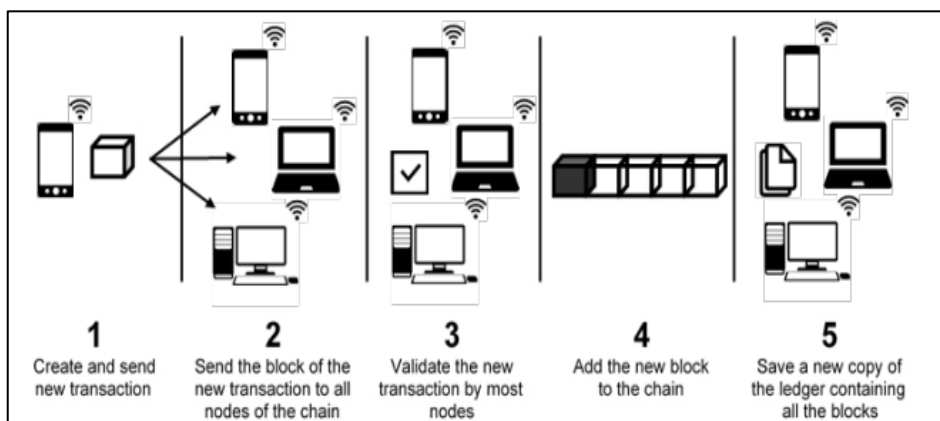 1
Create and send
new transaction
2
Send the block of the
new transaction to all
nodes of the chain
3
Validate the new
transaction by most
nodes
4
Add the new block
to the chain
5
Save a new copy of
the ledger containing
all the blocks